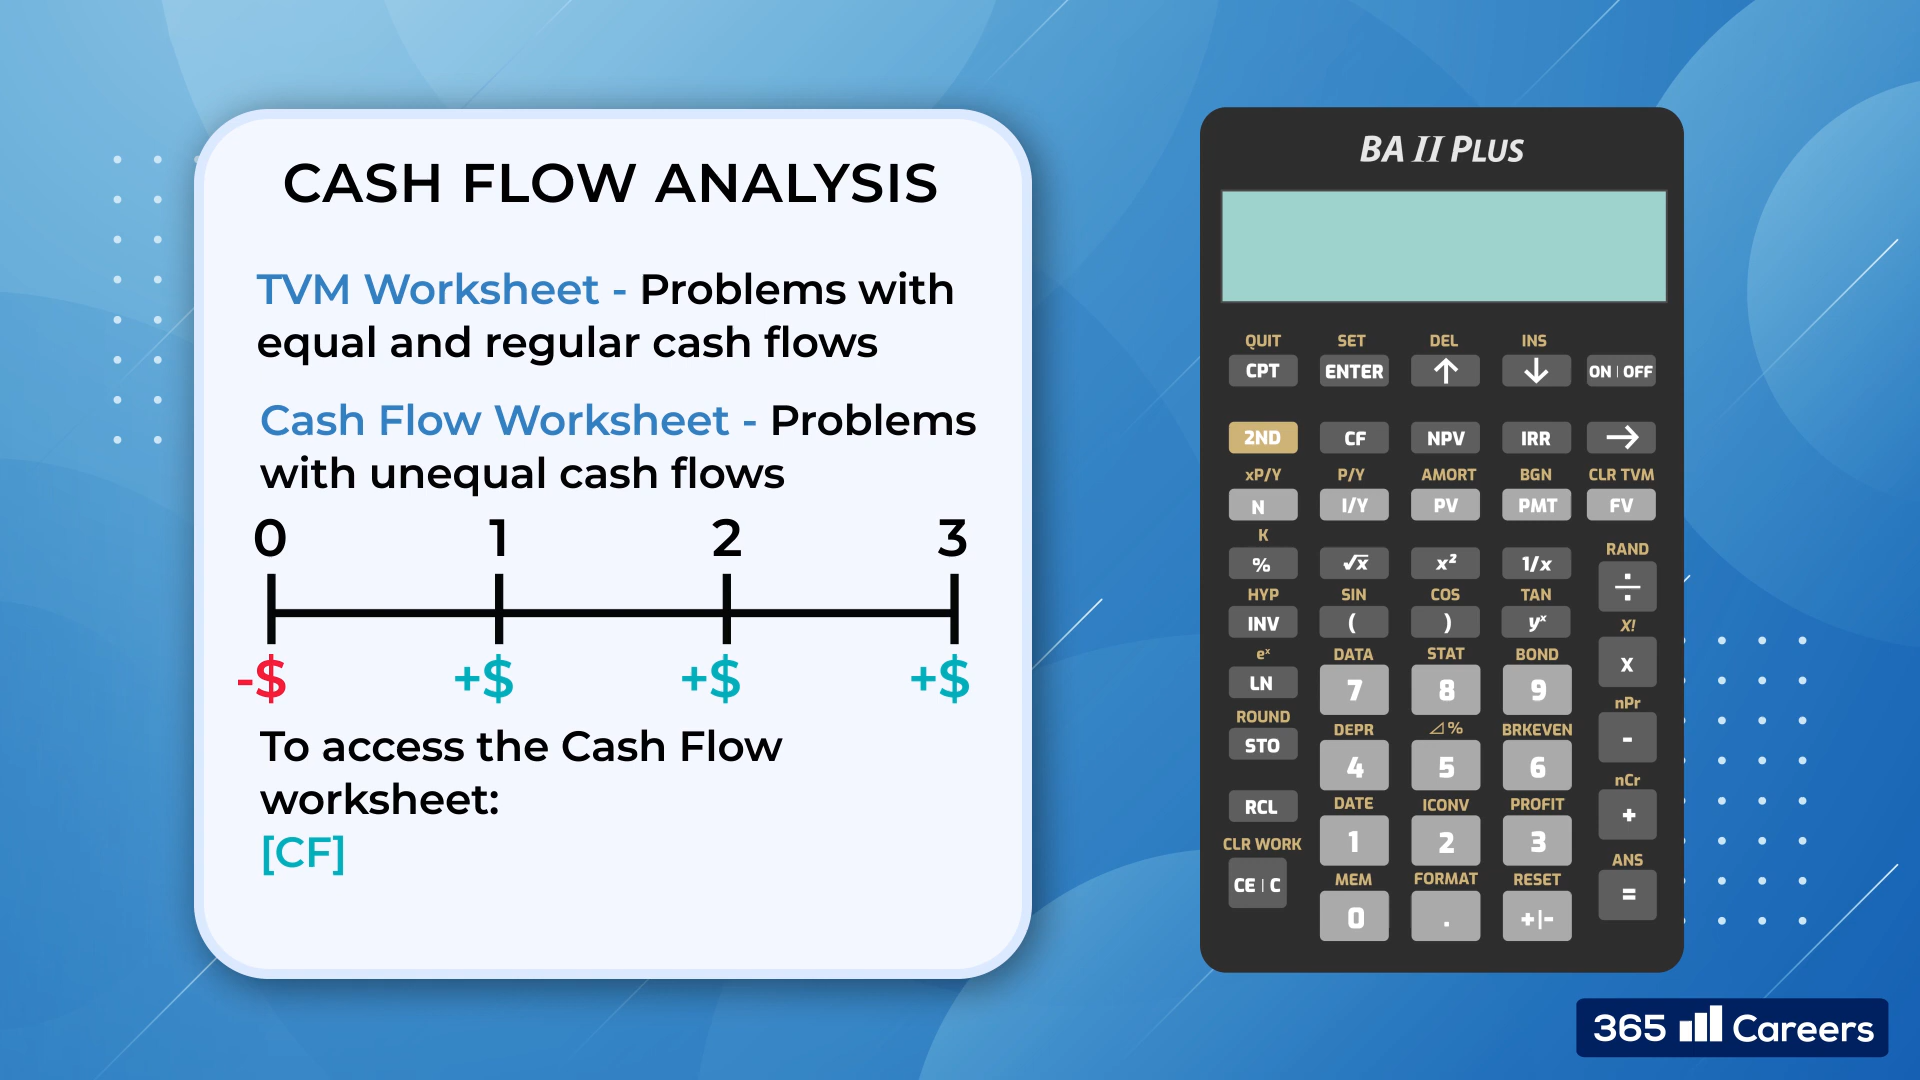 CASH FLOW ANALYSIS
TVM Worksheet - Problems with
equal and regular cash flows
Cash Flow Worksheet - Problems
with unequal cash flows
0 1 2 3
-$ +$ +$ +$
To access the Cash Flow
worksheet:
[CF]
BA II PLUS
QUIT SET DEL INS
CPT ENTER ↑ ↓ ON | OFF
2ND CF NPV IRR →
xP/Y P/Y AMORT BGN CLR TVM
N I/Y PV PMT FV
K
RAND
% √x x² 1/x ÷
HYP SIN COS TAN
INV ( ) yˣ
X!
eˣ DATA STAT BOND
LN 7 8 9 x
ROUND DEPR ⊿% BRKEVEN nPr
STO 4 5 6 -
RCL DATE ICONV PROFIT nCr
1 2 3 +
CLR WORK MEM FORMAT RESET ANS
CE | C 0 . +|- =
365 Careers